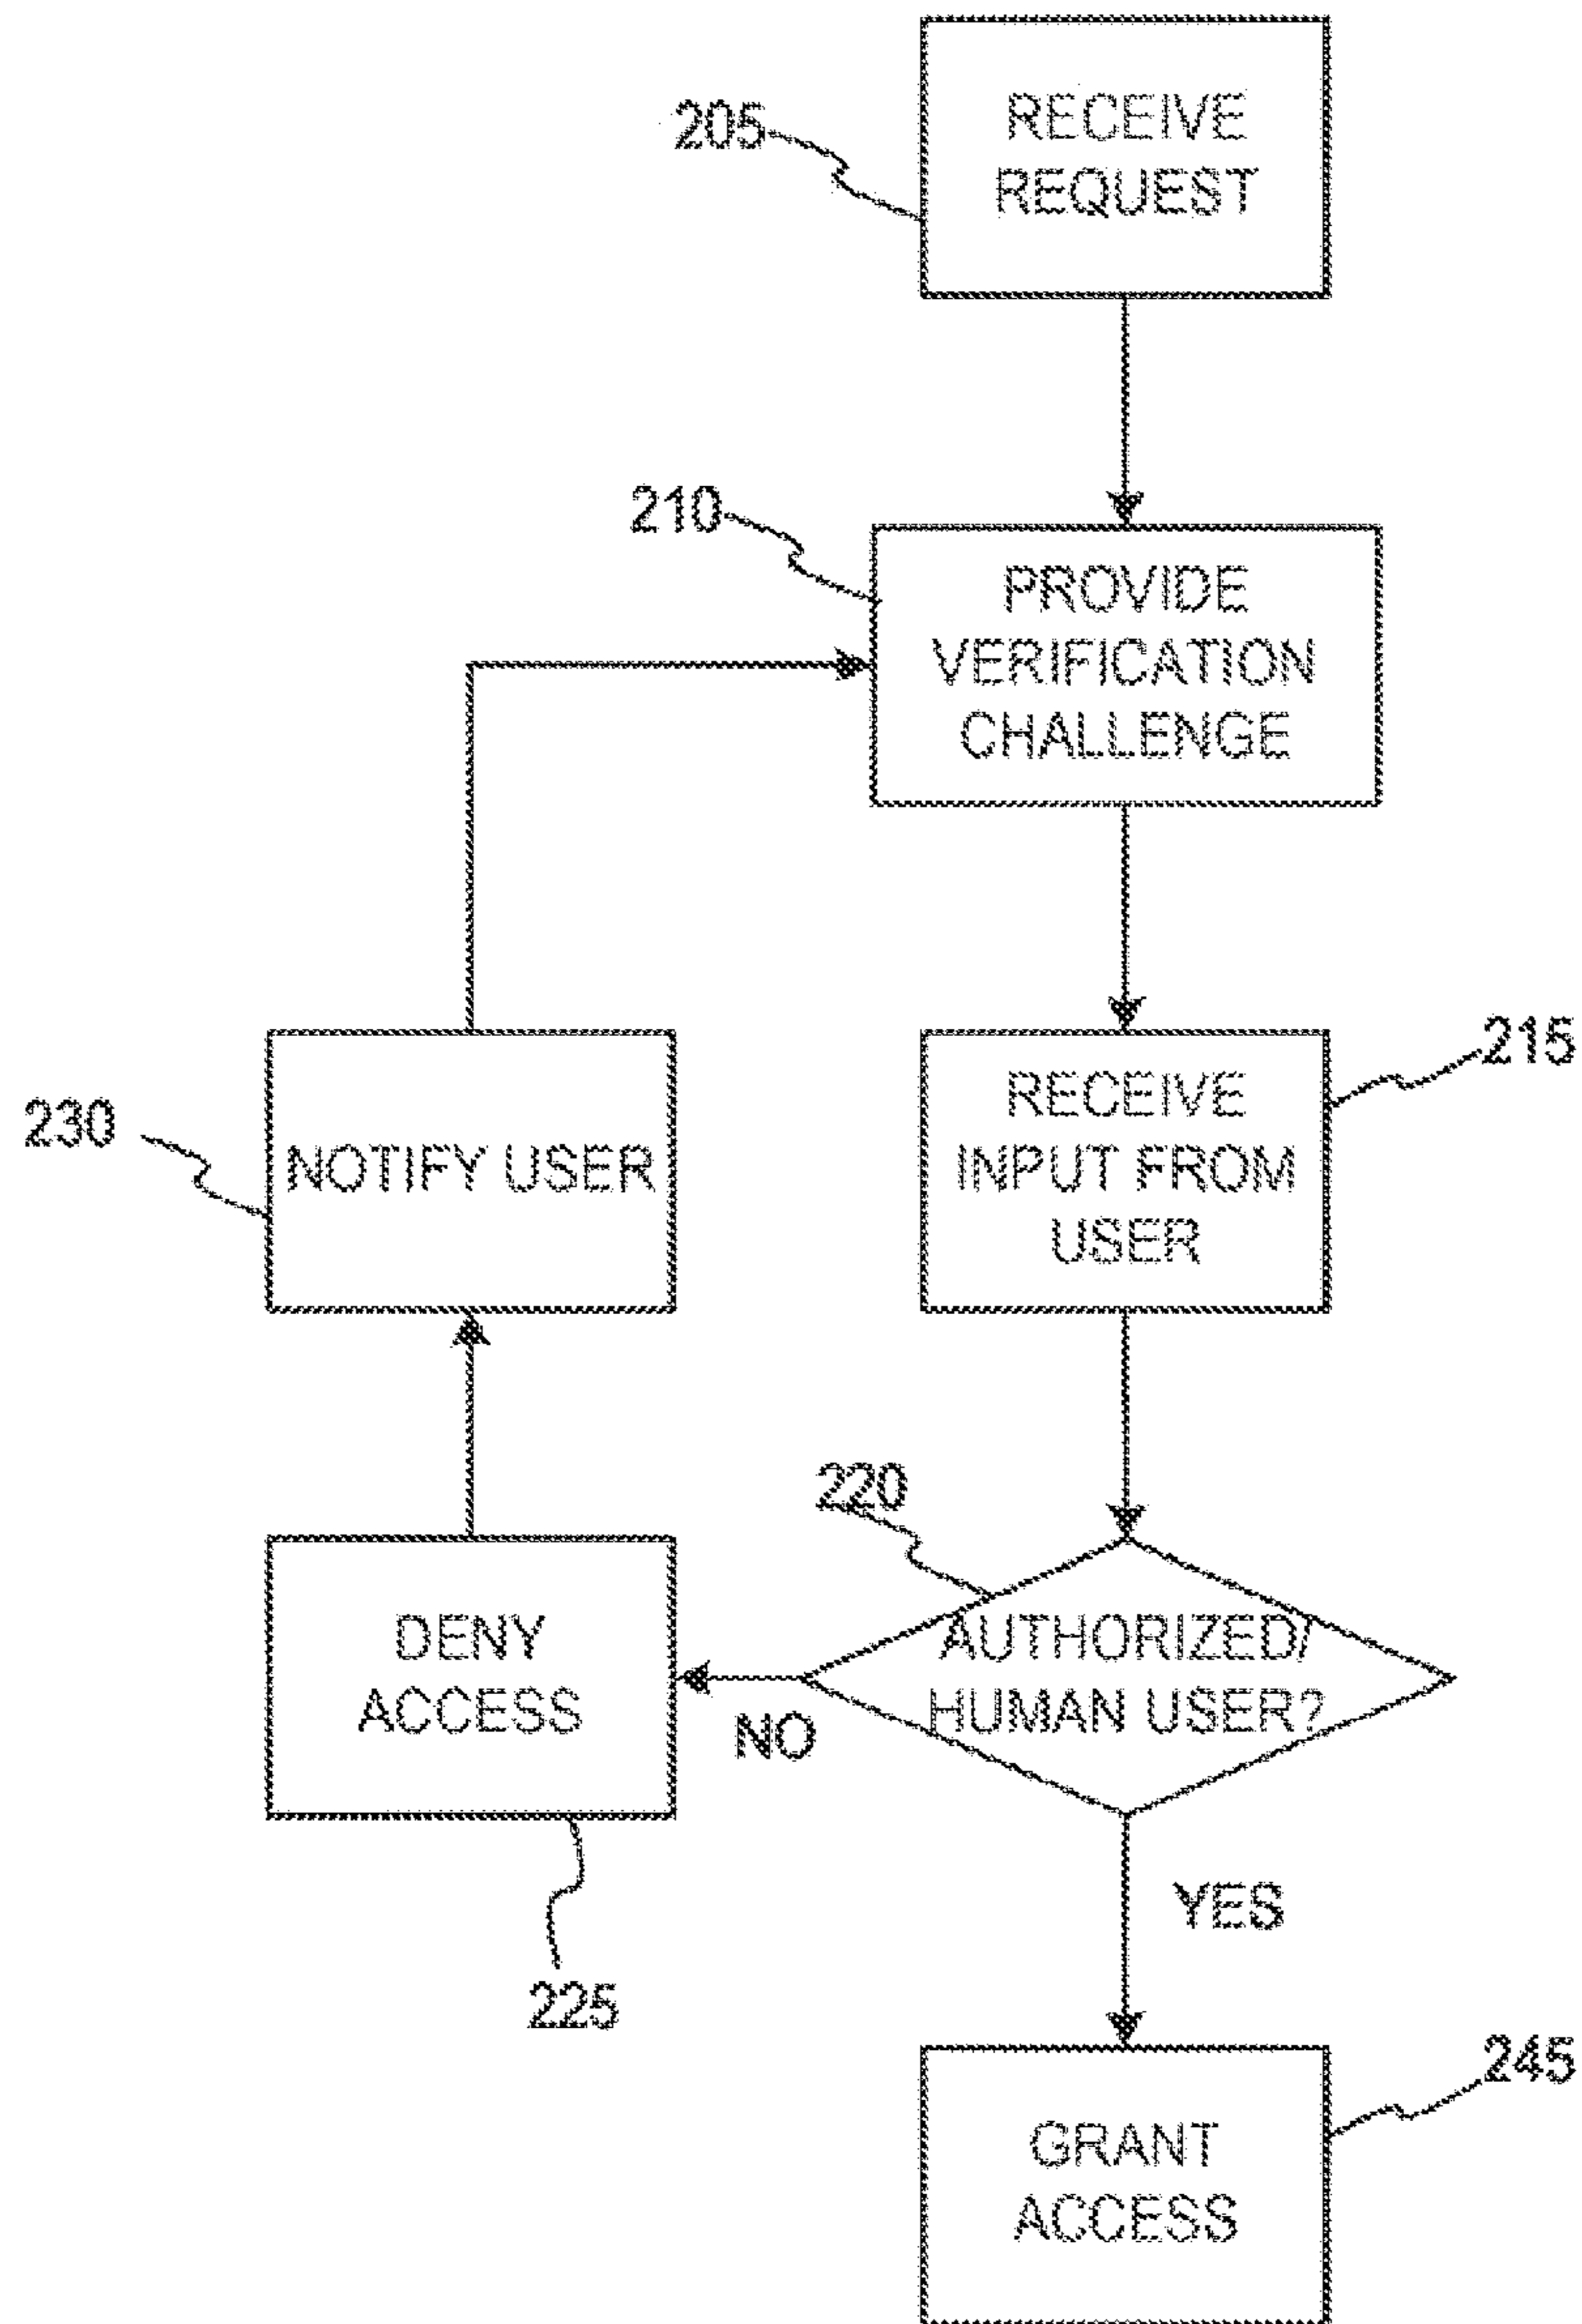 205
RECEIVE
REQUEST
210
PROVIDE
VERIFICATION
CHALLENGE
215
RECEIVE
INPUT FROM
USER
230
NOTIFY USER
220
AUTHORIZED/
HUMAN USER?
DENY
ACCESS
NO
YES
225
245
GRANT
ACCESS